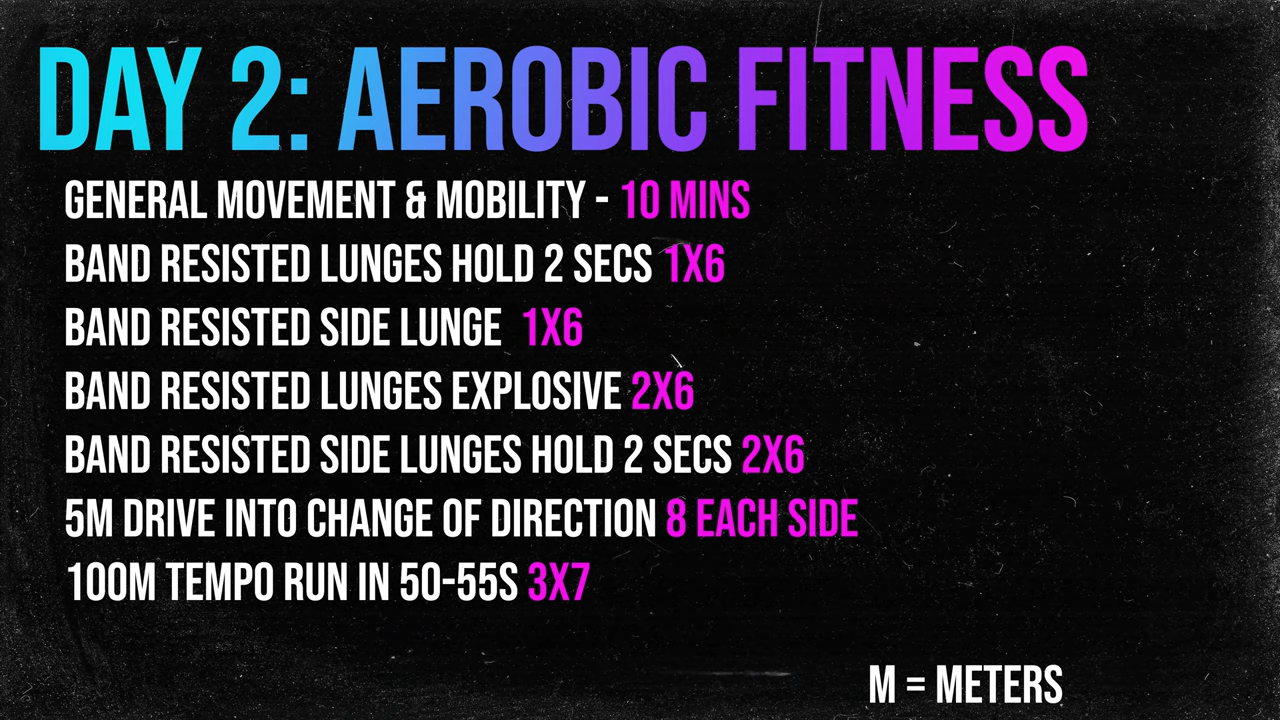 DAY 2: AEROBIC FITNESS
GENERAL MOVEMENT & MOBILITY - 10 MINS
BAND RESISTED LUNGES HOLD 2 SECS 1X6
BAND RESISTED SIDE LUNGE 1X6
BAND RESISTED LUNGES EXPLOSIVE 2X6
BAND RESISTED SIDE LUNGES HOLD 2 SECS 2X6
5M DRIVE INTO CHANGE OF DIRECTION 8 EACH SIDE
100M TEMPO RUN IN 50-55S 3X7
M = METERS